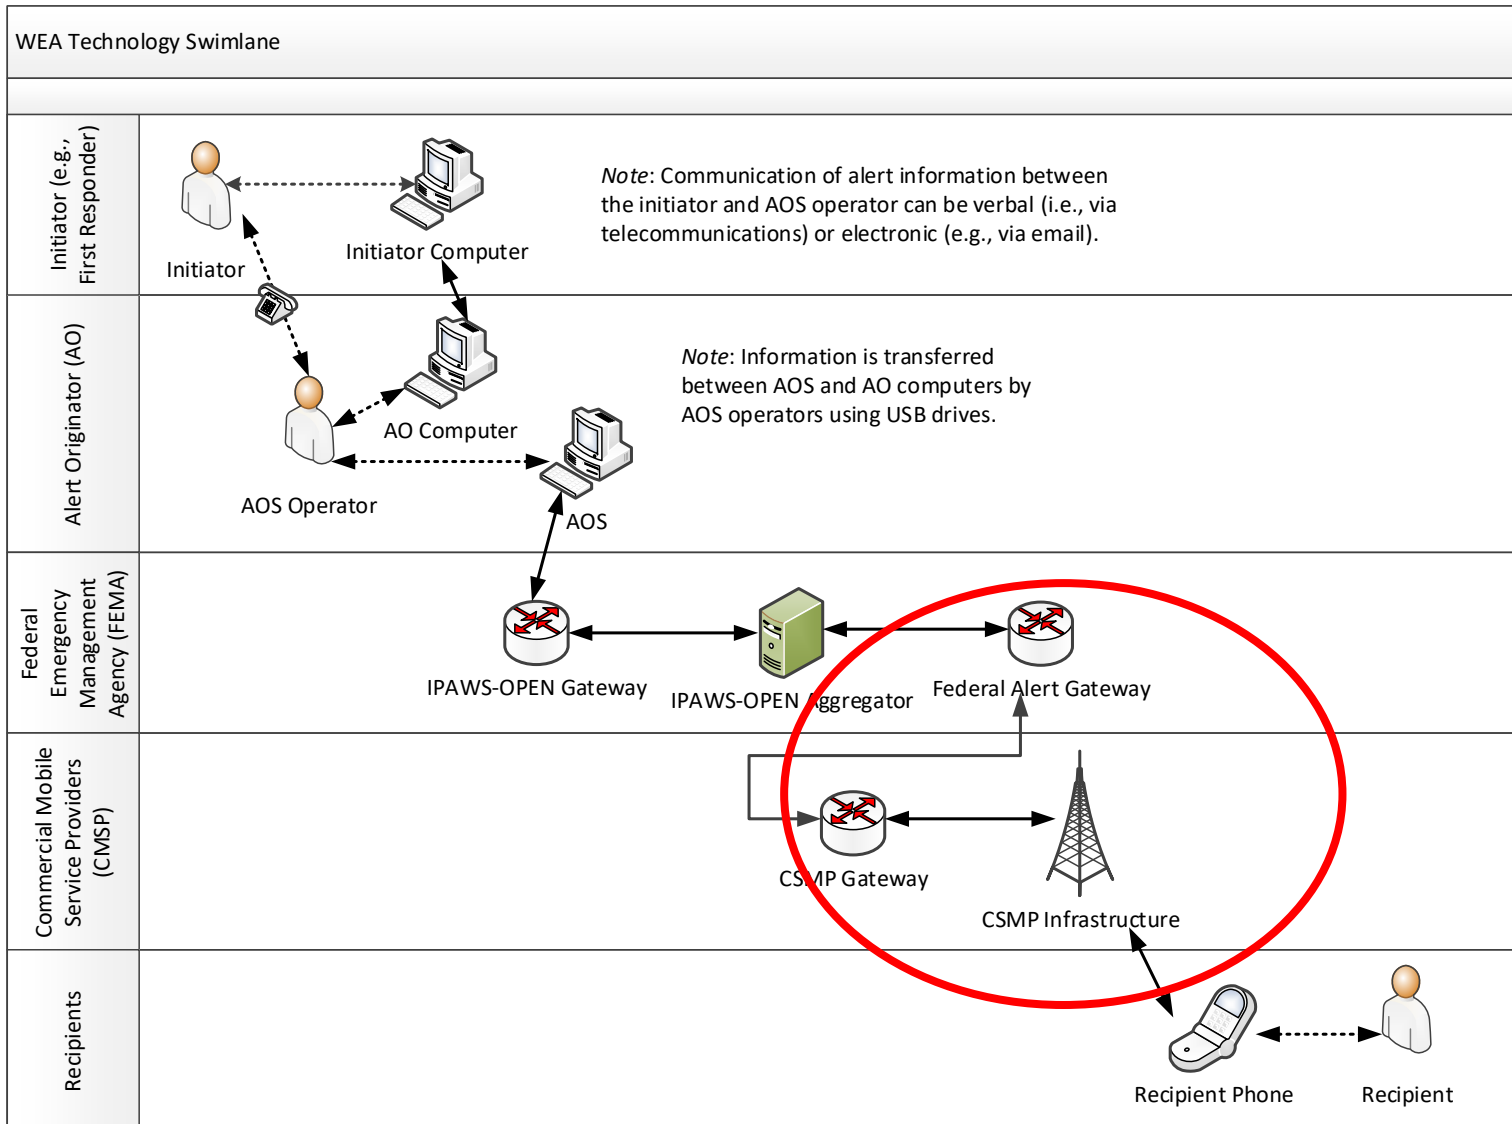 WEA Technology Swimlane
Initiator (e.g.,
First Responder)
Initiator
Initiator Computer
Note: Communication of alert information between
the initiator and AOS operator can be verbal (i.e., via
telecommunications) or electronic (e.g., via email).
Alert Originator (AO)
AOS Operator
AO Computer
AOS
Note: Information is transferred
between AOS and AO computers by
AOS operators using USB drives.
Federal
Emergency
Management
Agency (FEMA)
IPAWS-OPEN Gateway
IPAWS-OPEN Aggregator
Federal Alert Gateway
Commercial Mobile
Service Providers
(CMSP)
CSMP Gateway
CSMP Infrastructure
Recipients
Recipient Phone
Recipient